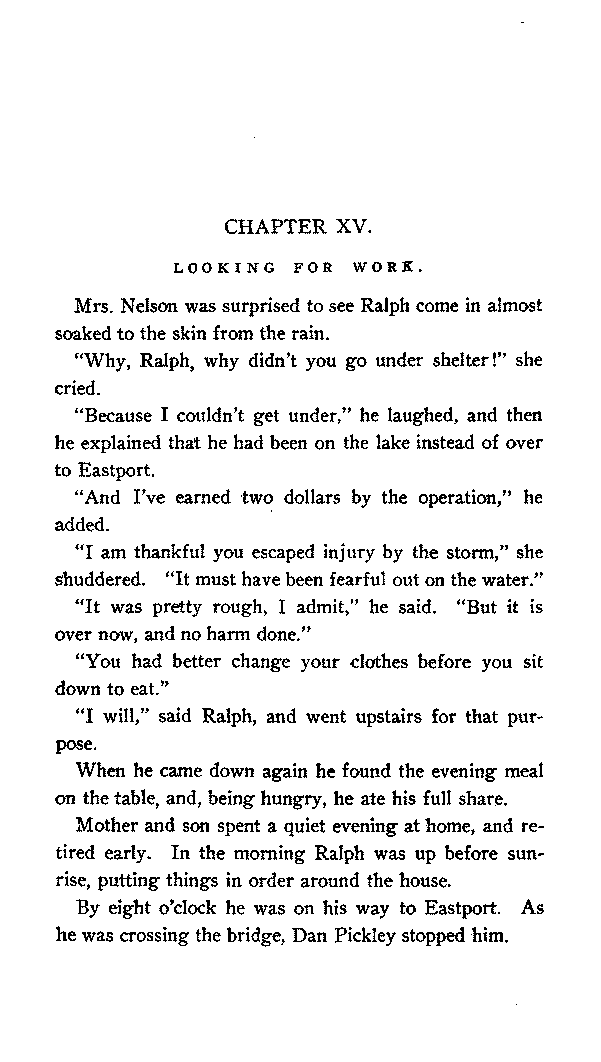 CHAPTER XV.
LOOKING FOR WORK.
Mrs. Nelson was surprised to see Ralph come in almost
soaked to the skin from the rain.
"Why, Ralph, why didn't you go under shelter!" she
cried.
"Because I couldn't get under," he laughed, and then
he explained that he had been on the lake instead of over
to Eastport.
"And I've earned two dollars by the operation," he
added.
"I am thankful you escaped injury by the storm," she
shuddered. "It must have been fearful out on the water."
"It was pretty rough, I admit," he said. "But it is
over now, and no harm done."
"You had better change your clothes before you sit
down to eat."
"I will," said Ralph, and went upstairs for that pur-
pose.
When he came down again he found the evening meal
on the table, and, being hungry, he ate his full share.
Mother and son spent a quiet evening at home, and re-
tired early. In the morning Ralph was up before sun-
rise, putting things in order around the house.
By eight o'clock he was on his way to Eastport. As
he was crossing the bridge, Dan Pickley stopped him.